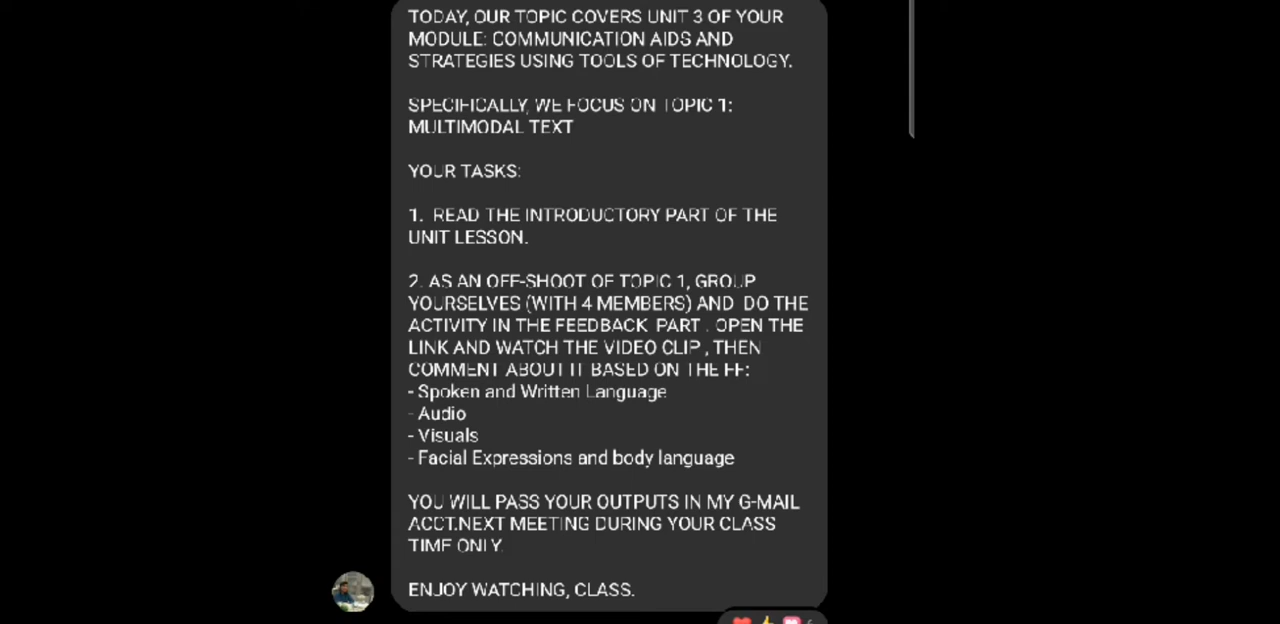 TODAY, OUR TOPIC COVERS UNIT 3 OF YOUR
MODULE: COMMUNICATION AIDS AND
STRATEGIES USING TOOLS OF TECHNOLOGY.
SPECIFICALLY, WE FOCUS ON TOPIC 1:
MULTIMODAL TEXT
YOUR TASKS:
1. READ THE INTRODUCTORY PART OF THE
UNIT LESSON.
2. AS AN OFF-SHOOT OF TOPIC 1, GROUP
YOURSELVES (WITH 4 MEMBERS) AND DO THE
ACTIVITY IN THE FEEDBACK PART . OPEN THE
LINK AND WATCH THE VIDEO CLIP , THEN
COMMENT ABOUT IT BASED ON THE FF:
- Spoken and Written Language
- Audio
- Visuals
- Facial Expressions and body language
YOU WILL PASS YOUR OUTPUTS IN MY G-MAIL
ACCT.NEXT MEETING DURING YOUR CLASS
TIME ONLY.
ENJOY WATCHING, CLASS.